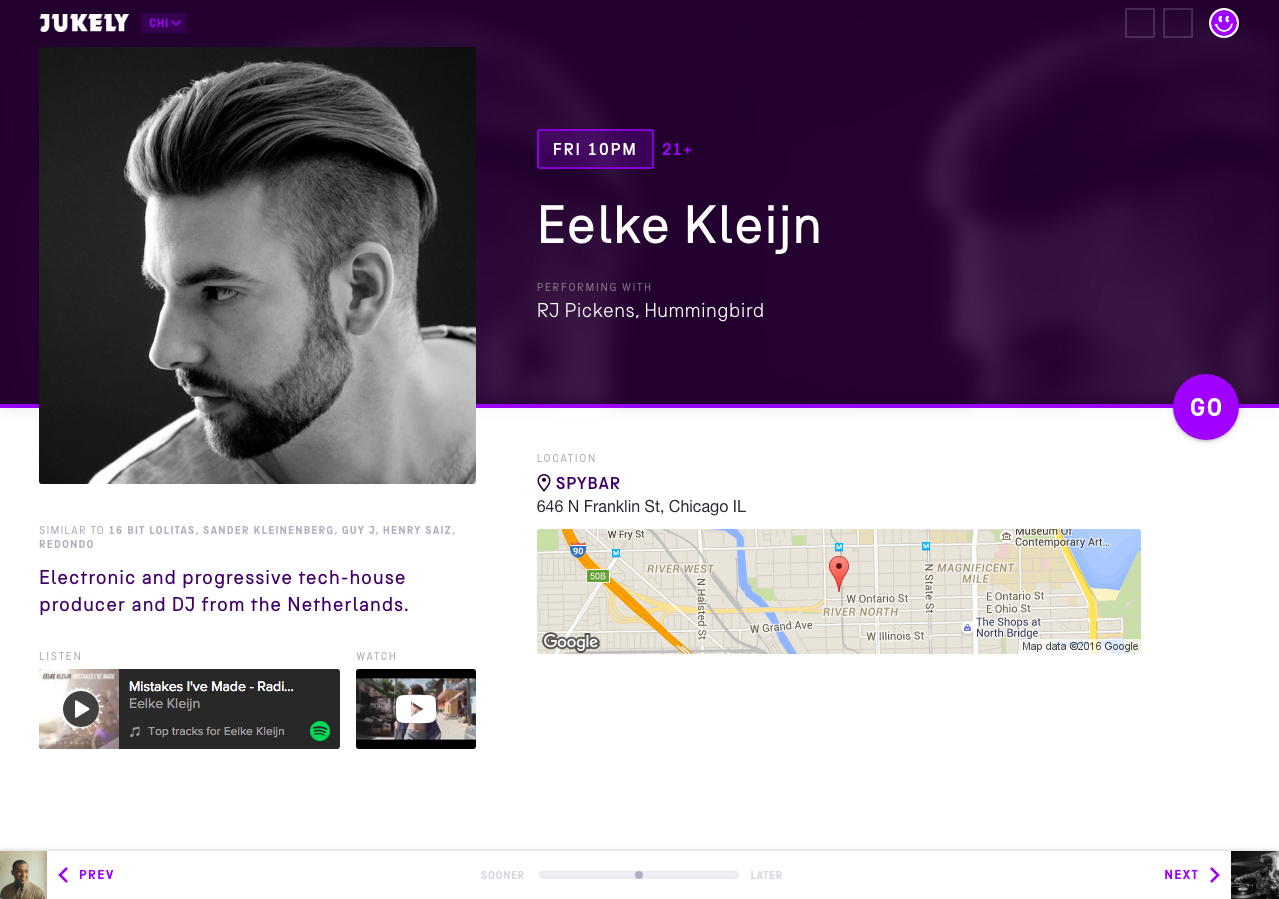 JUKELY
CHI
FRI 10PM 21+
Eelke Kleijn
PERFORMING WITH
RJ Pickens, Hummingbird
GO
SIMILAR TO 16 BIT LOLITAS, SANDER KLEINENBERG, GUY J, HENRY SAIZ,
REDONDO
Electronic and progressive tech-house
producer and DJ from the Netherlands.
LISTEN
EELKE KLEIJN MISTAKES I'VE MADE
Mistakes I've Made - Radi...
Eelke Kleijn
Top tracks for Eelke Kleijn
WATCH
LOCATION
SPYBAR
646 N Franklin St, Chicago IL
W Fry St
Museum Of
Contemporary Art...
90
M
M
M
50B
RIVER WEST
N Halsted St
N State St
MAGNIFICENT
MILE
W Ontario St
E Ontario St
E Ohio St
RIVER NORTH
W Grand Ave
The Shops at
North Bridge
W Illinois St
Google
Map data ©2016 Google
PREV
SOONER
LATER
NEXT